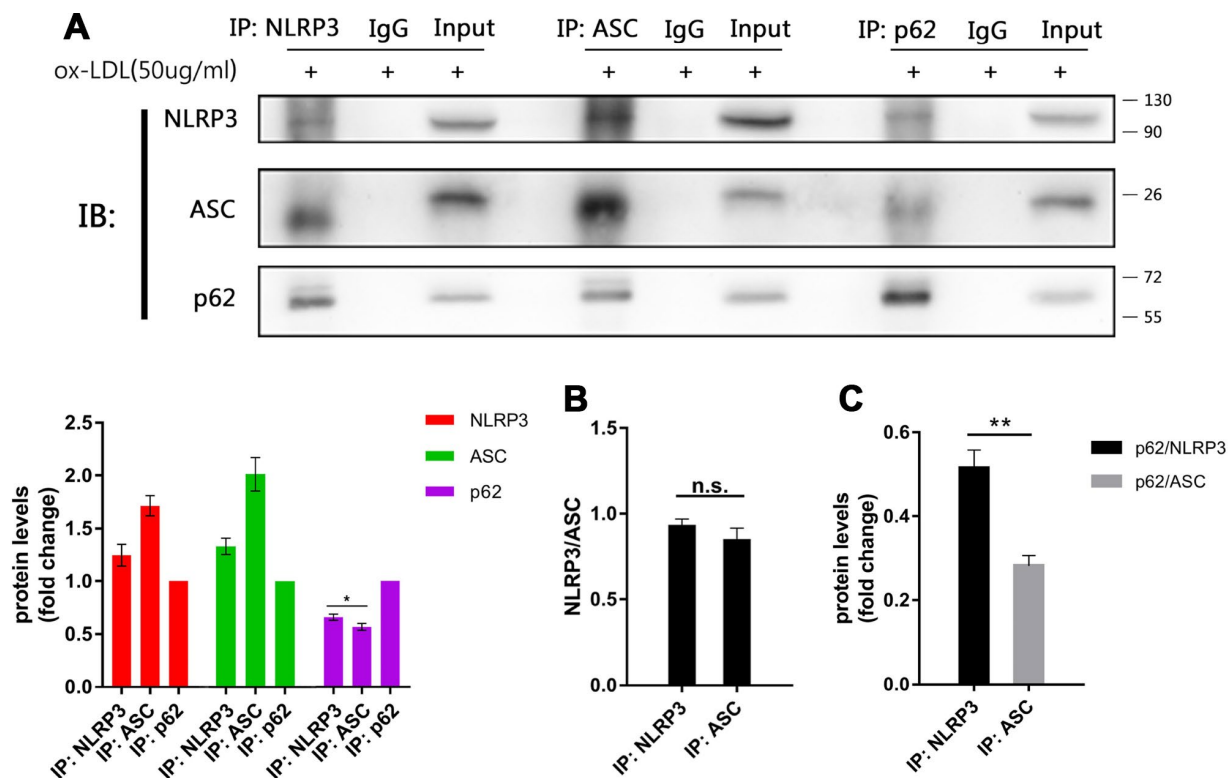 A
IP: NLRP3 IgG Input IP: ASC IgG Input IP: p62 IgG Input
ox-LDL(50ug/ml) + + + + + + + + +
IB:
NLRP3 130
90
ASC 26
p62 72
55
protein levels
(fold change)
2.5
2.0
1.5
1.0
0.5
0.0
NLRP3
ASC
p62
*
IP: NLRP3
IP: ASC
IP: p62
IP: NLRP3
IP: ASC
IP: p62
IP: NLRP3
IP: ASC
IP: p62
B
NLRP3/ASC
1.5
1.0
0.5
0.0
n.s.
IP: NLRP3
IP: ASC
C
protein levels
(fold change)
0.6
0.4
0.2
0.0
**
p62/NLRP3
p62/ASC
IP: NLRP3
IP: ASC